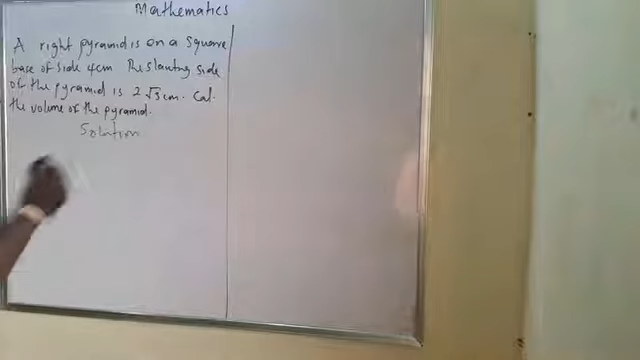 Mathematics
A right pyramid is on a square
base of side 4cm The slanting side
of the pyramid is 2√3cm. Cal.
the volume of the pyramid.
Solution